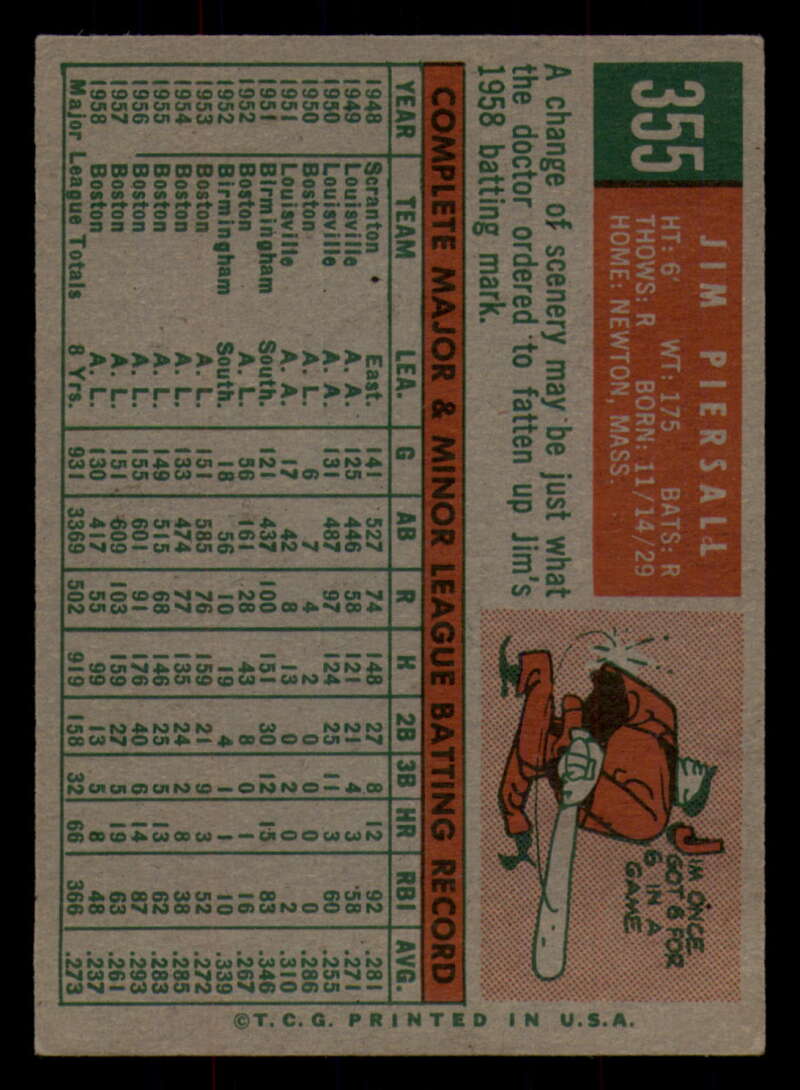 355
JIM PIERSALL
HT: 6' WT: 175 BATS: R
THOWS: R BORN: 11/14/29
HOME: NEWTON, MASS.
A change of scenery may be just what
the doctor ordered to fatten up Jim's
1958 batting mark.
JIM ONCE
GOT 6 FOR
6 IN A
GAME
COMPLETE MAJOR & MINOR LEAGUE BATTING RECORD
YEAR TEAM LEA. G AB R H 2B 3B HR RBI AVG.
1948 Scranton East. 141 527 74 148 27 8 12 92 .281
1949 Louisville A. A. 125 446 58 121 21 4 3 58 .271
1950 Louisville A. A. 131 487 97 124 25 11 3 60 .255
1950 Boston A. L. 6 7 4 2 0 0 0 0 .286
1951 Louisville A. A. 17 42 8 13 0 2 0 2 .310
1951 Birmingham South. 121 437 100 151 30 12 15 83 .346
1952 Boston A. L. 56 161 28 43 8 0 1 16 .267
1952 Birmingham South. 18 56 10 19 4 1 1 10 .339
1953 Boston A. L. 151 585 76 159 21 9 3 52 .272
1954 Boston A. L. 133 474 77 135 24 2 8 38 .285
1955 Boston A. L. 149 515 68 146 25 5 13 62 .283
1956 Boston A. L. 155 601 91 176 40 6 14 87 .293
1957 Boston A. L. 151 609 103 159 27 5 19 63 .261
1958 Boston A. L. 130 417 55 99 13 5 8 48 .237
Major League Totals 8 Yrs. 931 3369 502 919 158 32 66 366 .273
©T.C.G. PRINTED IN U.S.A.